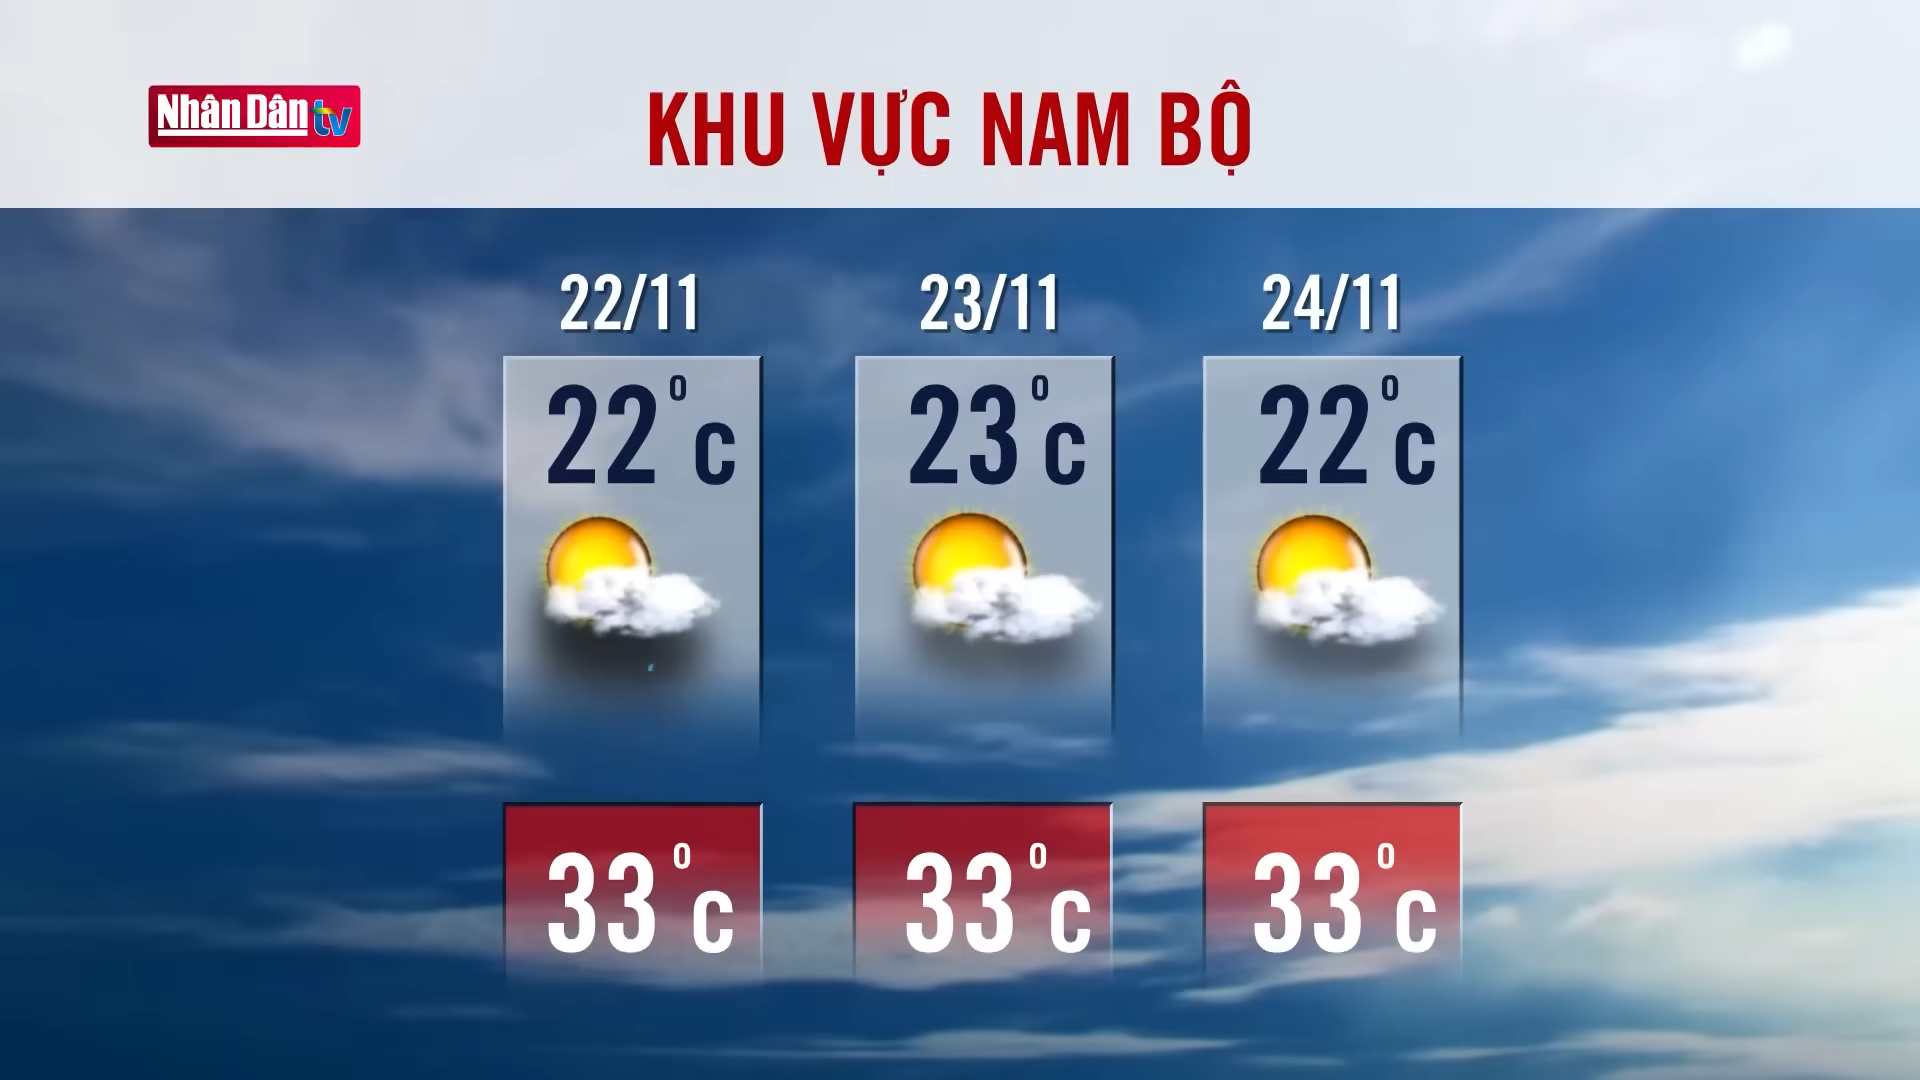 Nhân Dân tv
KHU VỰC NAM BỘ
22/11 23/11 24/11
22°C 23°C 22°C
33°C 33°C 33°C